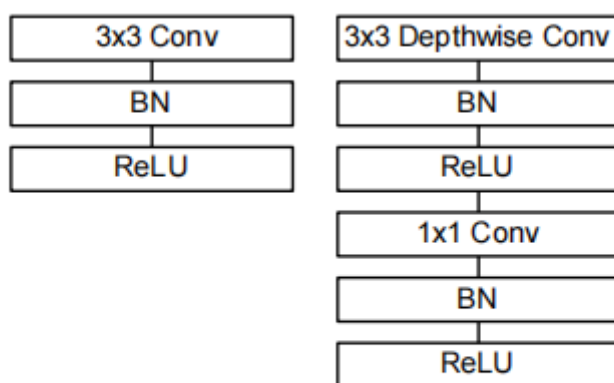 3x3 Conv
BN
ReLU
3x3 Depthwise Conv
BN
ReLU
1x1 Conv
BN
ReLU